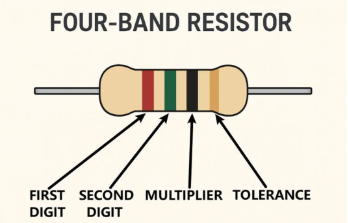 FOUR-BAND RESISTOR
FIRST DIGIT
SECOND DIGIT
MULTIPLIER
TOLERANCE